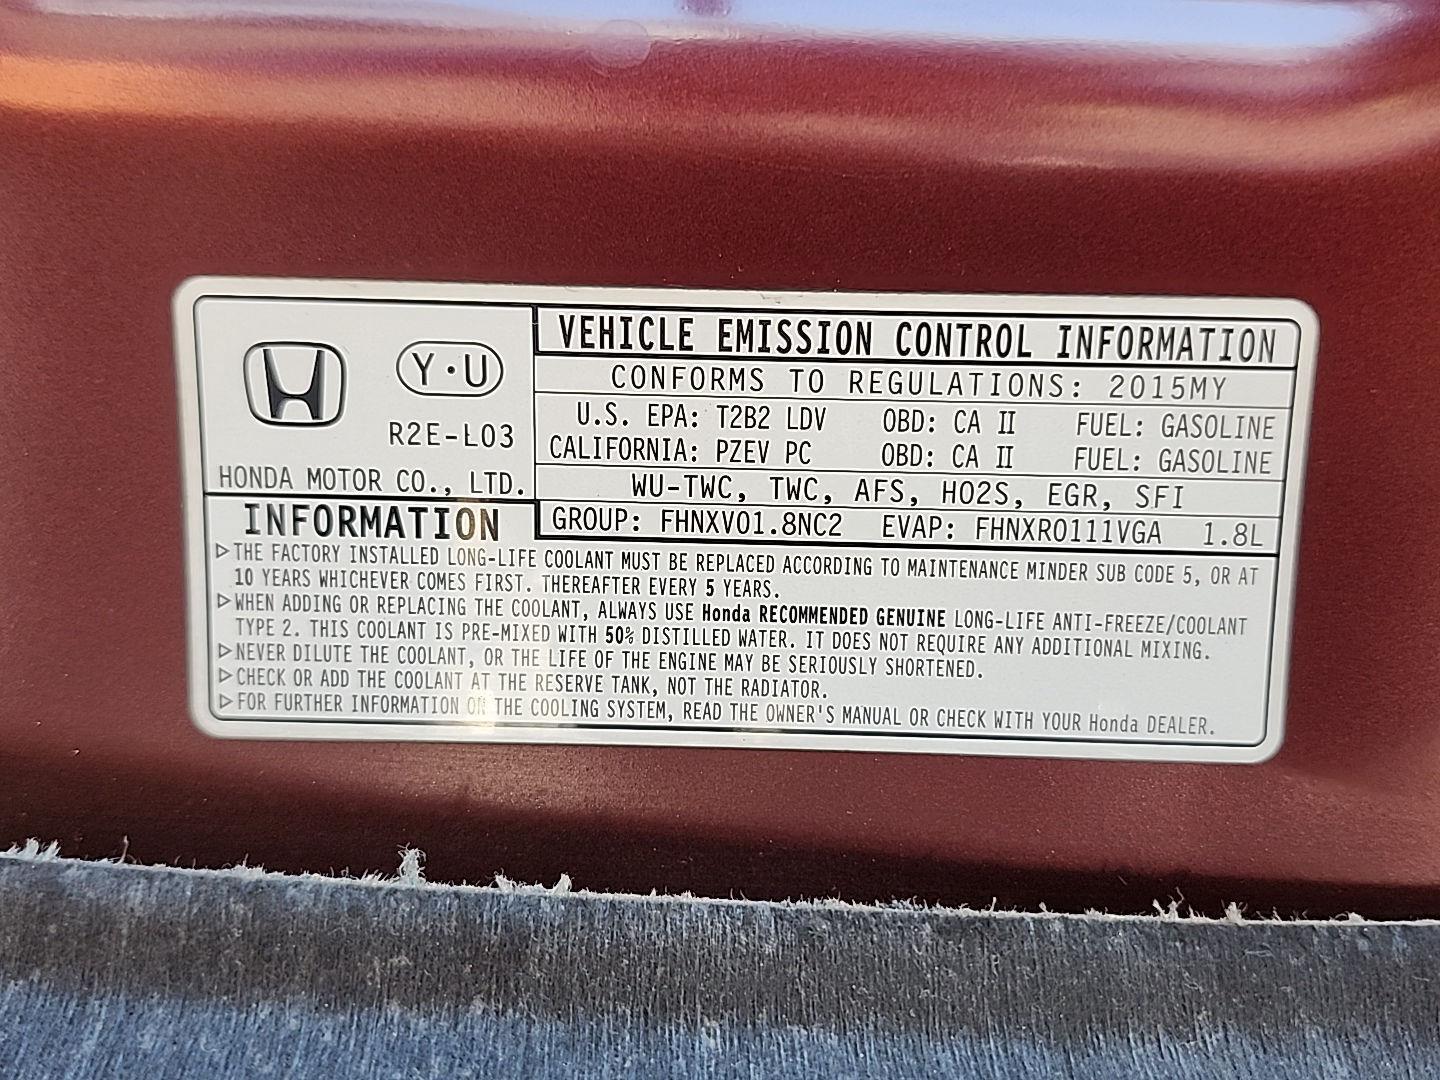 Y·U
R2E-L03
HONDA MOTOR CO., LTD.
VEHICLE EMISSION CONTROL INFORMATION
CONFORMS TO REGULATIONS: 2015MY
U.S. EPA: T2B2 LDV OBD: CA II FUEL: GASOLINE
CALIFORNIA: PZEV PC OBD: CA II FUEL: GASOLINE
WU-TWC, TWC, AFS, HO2S, EGR, SFI
GROUP: FHNXV01.8NC2 EVAP: FHNXR0111VGA 1.8L
INFORMATION
▷THE FACTORY INSTALLED LONG-LIFE COOLANT MUST BE REPLACED ACCORDING TO MAINTENANCE MINDER SUB CODE 5, OR AT
10 YEARS WHICHEVER COMES FIRST. THEREAFTER EVERY 5 YEARS.
▷WHEN ADDING OR REPLACING THE COOLANT, ALWAYS USE Honda RECOMMENDED GENUINE LONG-LIFE ANTI-FREEZE/COOLANT
TYPE 2. THIS COOLANT IS PRE-MIXED WITH 50% DISTILLED WATER. IT DOES NOT REQUIRE ANY ADDITIONAL MIXING.
▷NEVER DILUTE THE COOLANT, OR THE LIFE OF THE ENGINE MAY BE SERIOUSLY SHORTENED.
▷CHECK OR ADD THE COOLANT AT THE RESERVE TANK, NOT THE RADIATOR.
▷FOR FURTHER INFORMATION ON THE COOLING SYSTEM, READ THE OWNER'S MANUAL OR CHECK WITH YOUR Honda DEALER.